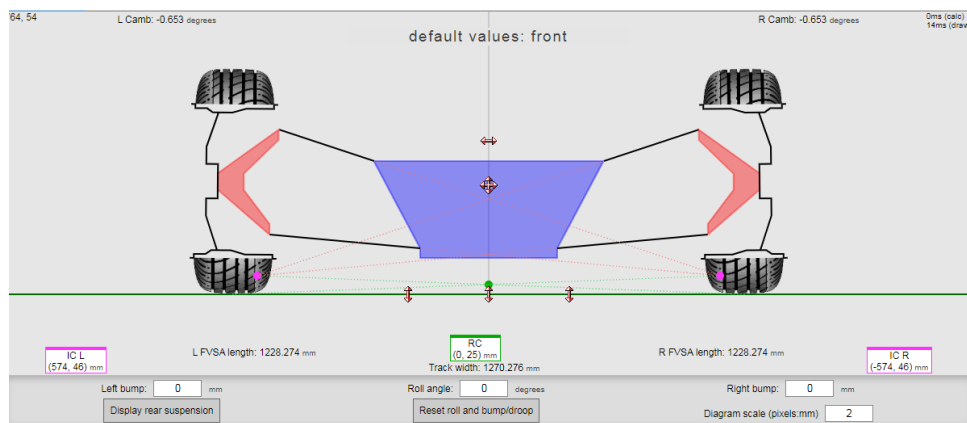 764, 54
L Camb: -0.653 degrees
R Camb: -0.653 degrees
0ms (calc)
14ms (draw
default values: front
IC L
(574, 46) mm
L FVSA length: 1228.274 mm
RC
(0, 25) mm
Track width: 1270.276 mm
R FVSA length: 1228.274 mm
IC R
(-574, 46) mm
Left bump: 0 mm
Roll angle: 0 degrees
Right bump: 0 mm
Display rear suspension
Reset roll and bump/droop
Diagram scale (pixels:mm) 2